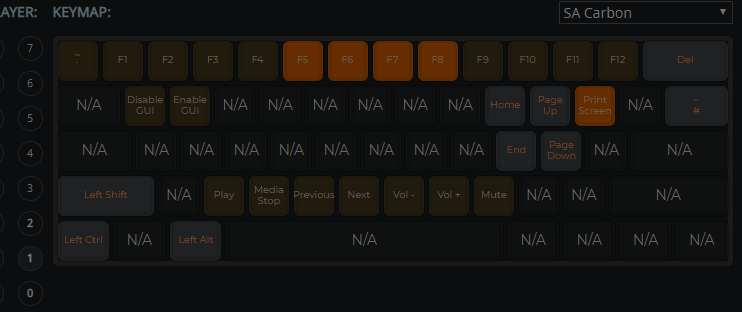 AYER: KEYMAP: SA Carbon
7
~ ` F1 F2 F3 F4 F5 F6 F7 F8 F9 F10 F11 F12 Del
6
N/A Disable GUI Enable GUI N/A N/A N/A N/A N/A N/A Home Page Up Print Screen N/A ~ #
5
4
N/A N/A N/A N/A N/A N/A N/A N/A N/A End Page Down N/A N/A
3
Left Shift N/A Play Media Stop Previous Next Vol - Vol + Mute N/A N/A N/A
2
Left Ctrl N/A Left Alt N/A N/A N/A N/A N/A
1
0